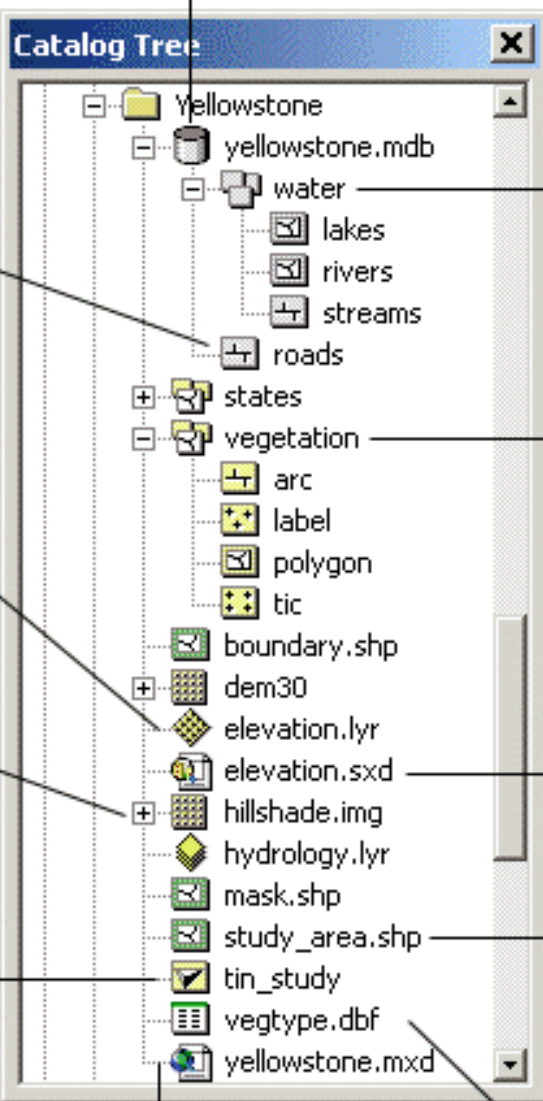 Catalog Tree
Yellowstone
yellowstone.mdb
water
lakes
rivers
streams
roads
states
vegetation
arc
label
polygon
tic
boundary.shp
dem30
elevation.lyr
elevation.sxd
hillshade.img
hydrology.lyr
mask.shp
study_area.shp
tin_study
vegtype.dbf
yellowstone.mxd